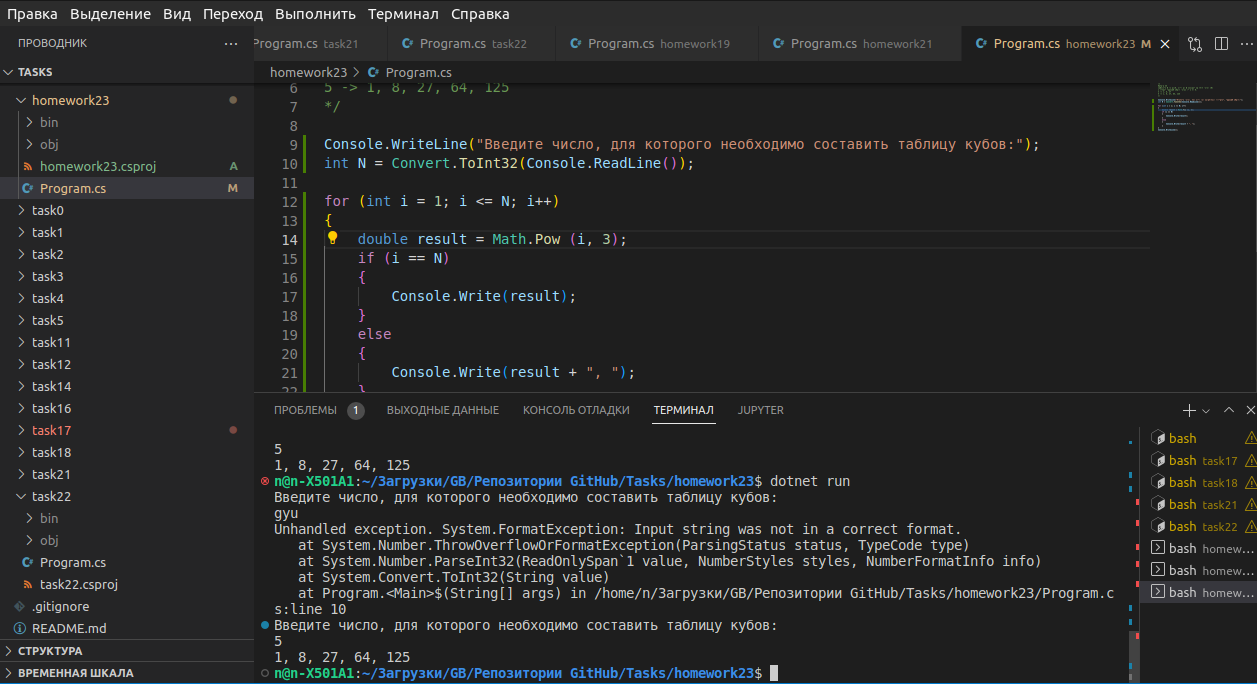 Правка Выделение Вид Переход Выполнить Терминал Справка
ПРОВОДНИК ···
Program.cs task21
C# Program.cs task22
C# Program.cs homework19
C# Program.cs homework21
C# Program.cs homework23 M
TASKS
homework23
bin
obj
homework23.csproj A
C# Program.cs M
task0
task1
task2
task3
task4
task5
task11
task12
task14
task16
task17
task18
task21
task22
bin
obj
C# Program.cs
task22.csproj
.gitignore
README.md
СТРУКТУРА
ВРЕМЕННАЯ ШКАЛА
homework23 > C# Program.cs
6 5 -> 1, 8, 27, 64, 125
7 */
8
9 Console.WriteLine("Введите число, для которого необходимо составить таблицу кубов:");
10 int N = Convert.ToInt32(Console.ReadLine());
11
12 for (int i = 1; i <= N; i++)
13 {
14 double result = Math.Pow (i, 3);
15 if (i == N)
16 {
17 Console.Write(result);
18 }
19 else
20 {
21 Console.Write(result + ", ");
22 }
ПРОБЛЕМЫ 1 ВЫХОДНЫЕ ДАННЫЕ КОНСОЛЬ ОТЛАДКИ ТЕРМИНАЛ JUPYTER
5
1, 8, 27, 64, 125
n@n-X501A1:~/Загрузки/GB/Репозитории GitHub/Tasks/homework23$ dotnet run
Введите число, для которого необходимо составить таблицу кубов:
gyu
Unhandled exception. System.FormatException: Input string was not in a correct format.
at System.Number.ThrowOverflowOrFormatException(ParsingStatus status, TypeCode type)
at System.Number.ParseInt32(ReadOnlySpan`1 value, NumberStyles styles, NumberFormatInfo info)
at System.Convert.ToInt32(String value)
at Program.<Main>$(String[] args) in /home/n/Загрузки/GB/Репозитории GitHub/Tasks/homework23/Program.c
s:line 10
Введите число, для которого необходимо составить таблицу кубов:
5
1, 8, 27, 64, 125
n@n-X501A1:~/Загрузки/GB/Репозитории GitHub/Tasks/homework23$
bash
bash task17
bash task18
bash task21
bash task22
bash homew...
bash homew...
bash homew...